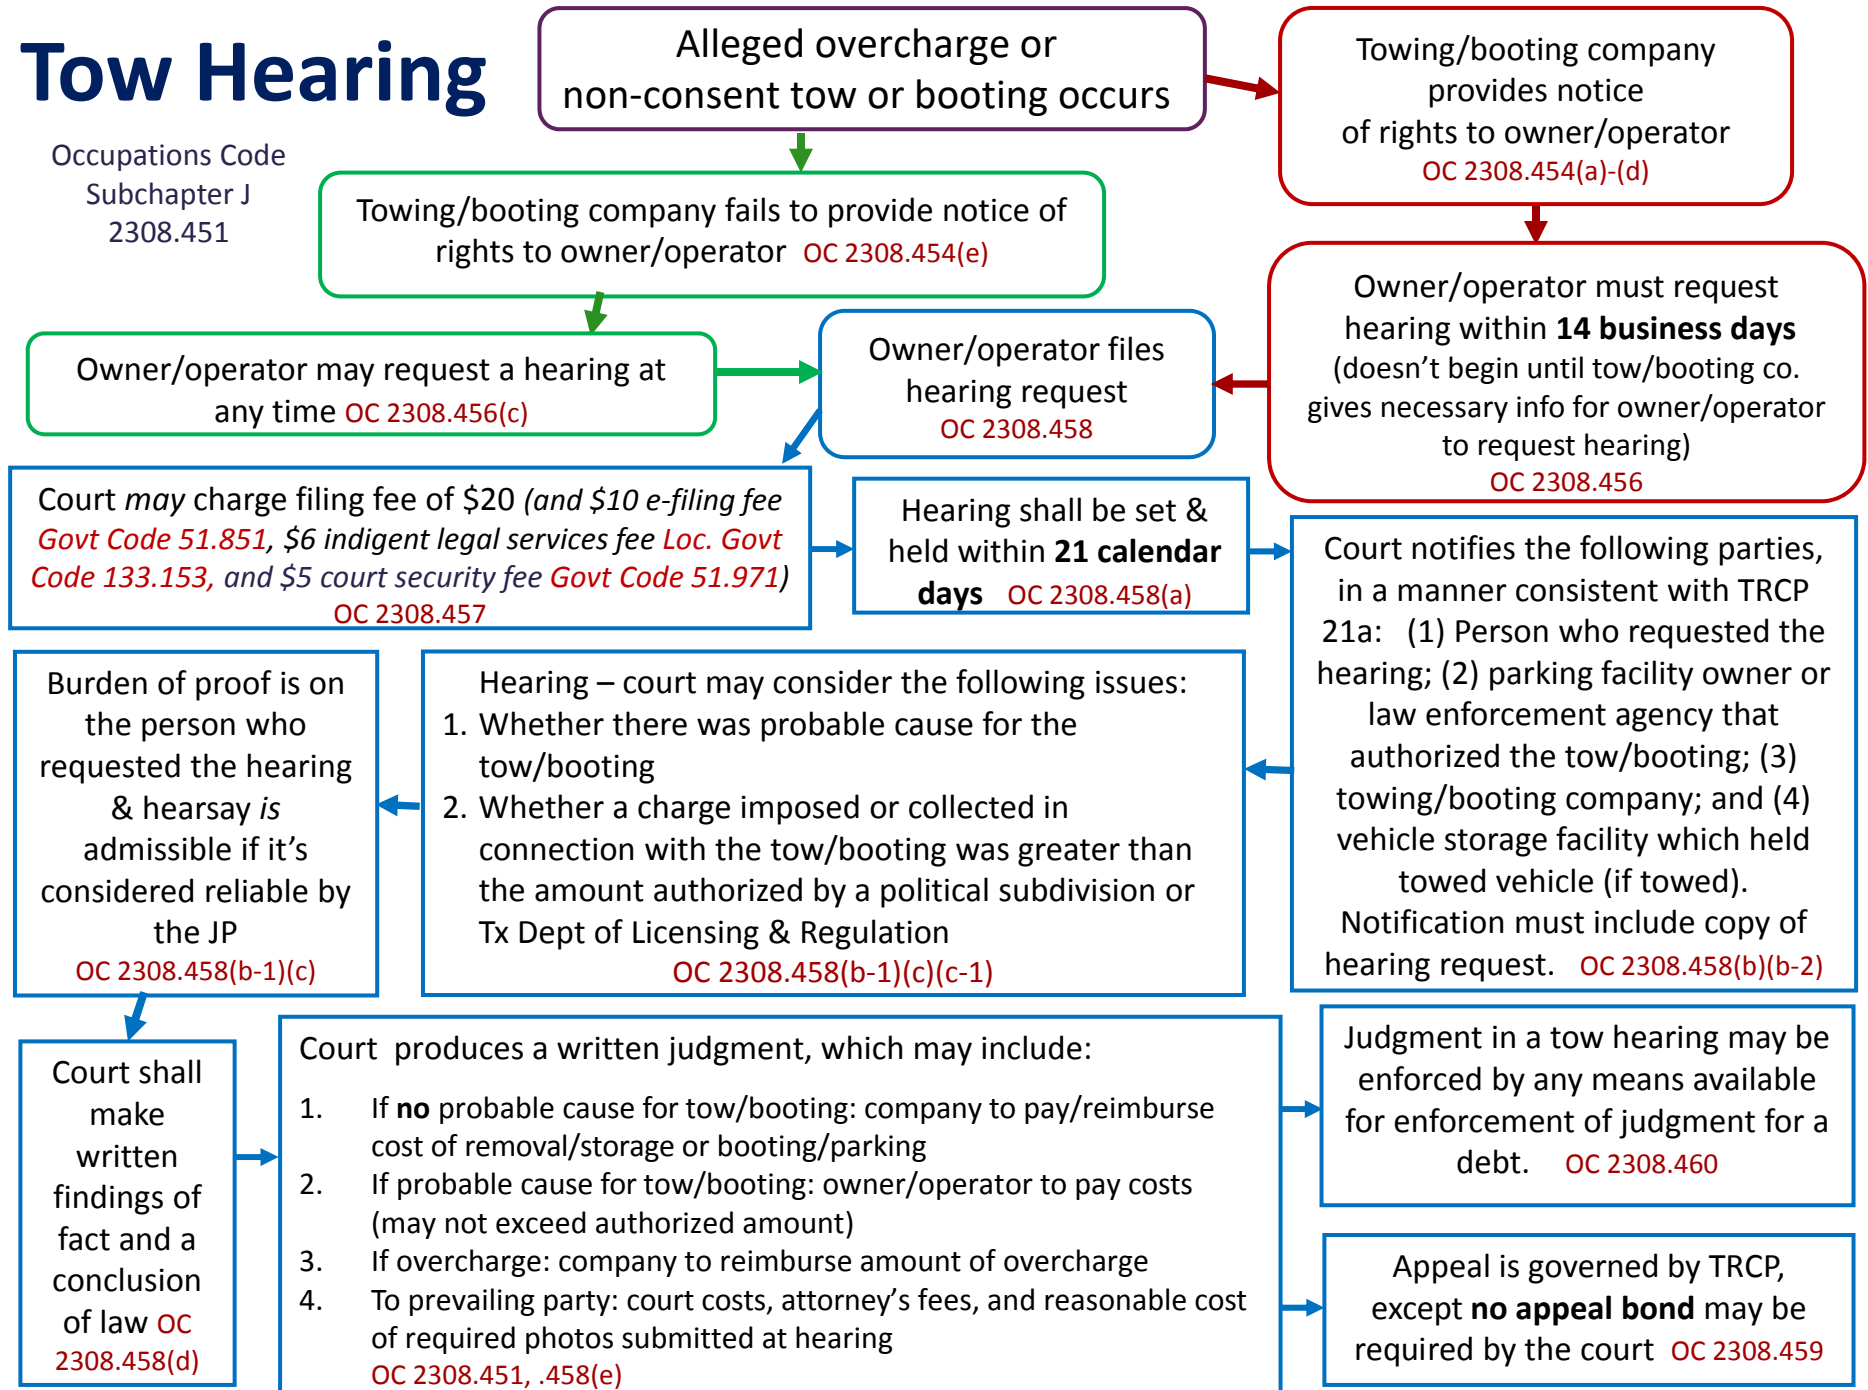 Tow Hearing
Occupations Code
Subchapter J
2308.451
Alleged overcharge or
non-consent tow or booting occurs
Towing/booting company
provides notice
of rights to owner/operator
OC 2308.454(a)-(d)
Towing/booting company fails to provide notice of
rights to owner/operator OC 2308.454(e)
Owner/operator must request
hearing within 14 business days
(doesn't begin until tow/booting co.
gives necessary info for owner/operator
to request hearing)
OC 2308.456
Owner/operator may request a hearing at
any time OC 2308.456(c)
Owner/operator files
hearing request
OC 2308.458
Court may charge filing fee of $20 (and $10 e-filing fee
Govt Code 51.851, $6 indigent legal services fee Loc. Govt
Code 133.153, and $5 court security fee Govt Code 51.971)
OC 2308.457
Hearing shall be set &
held within 21 calendar
days OC 2308.458(a)
Court notifies the following parties,
in a manner consistent with TRCP
21a: (1) Person who requested the
hearing; (2) parking facility owner or
law enforcement agency that
authorized the tow/booting; (3)
towing/booting company; and (4)
vehicle storage facility which held
towed vehicle (if towed).
Notification must include copy of
hearing request. OC 2308.458(b)(b-2)
Hearing – court may consider the following issues:
1. Whether there was probable cause for the
tow/booting
2. Whether a charge imposed or collected in
connection with the tow/booting was greater than
the amount authorized by a political subdivision or
Tx Dept of Licensing & Regulation
OC 2308.458(b-1)(c)(c-1)
Burden of proof is on
the person who
requested the hearing
& hearsay is
admissible if it's
considered reliable by
the JP
OC 2308.458(b-1)(c)
Court shall
make
written
findings of
fact and a
conclusion
of law OC
2308.458(d)
Court produces a written judgment, which may include:
1. If no probable cause for tow/booting: company to pay/reimburse
cost of removal/storage or booting/parking
2. If probable cause for tow/booting: owner/operator to pay costs
(may not exceed authorized amount)
3. If overcharge: company to reimburse amount of overcharge
4. To prevailing party: court costs, attorney's fees, and reasonable cost
of required photos submitted at hearing
OC 2308.451, .458(e)
Judgment in a tow hearing may be
enforced by any means available
for enforcement of judgment for a
debt. OC 2308.460
Appeal is governed by TRCP,
except no appeal bond may be
required by the court OC 2308.459